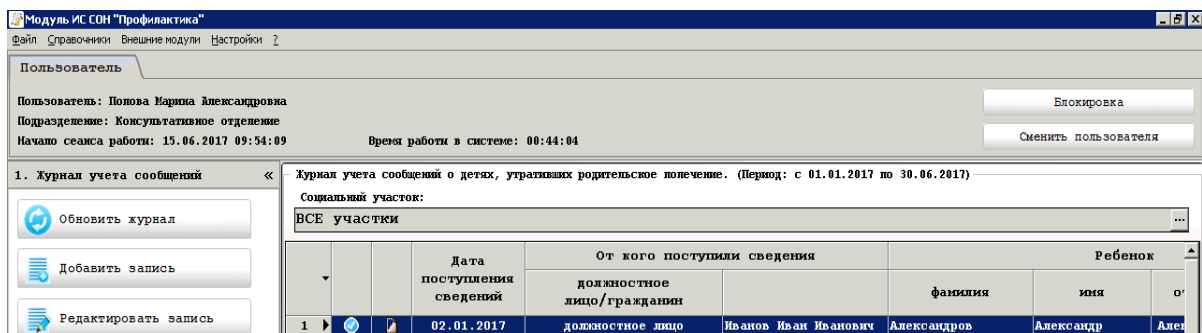 Модуль ИС СОН "Профилактика"
Файл Справочники Внешние модули Настройки ?
Пользователь
Пользователь: Попова Марина Александровна
Подразделение: Консультативное отделение
Начало сеанса работы: 15.06.2017 09:54:09 Время работы в системе: 00:44:04
Блокировка
Сменить пользователя
1. Журнал учета сообщений «
Обновить журнал
Добавить запись
Редактировать запись
Журнал учета сообщений о детях, утративших родительское попечение. (Период: с 01.01.2017 по 30.06.2017)
Социальный участок:
ВСЕ участки ...
Дата поступления сведений
От кого поступили сведения
Ребенок
должностное лицо/гражданин
фамилия
имя
от
1 02.01.2017 должностное лицо Иванов Иван Иванович Александров Александр Алек